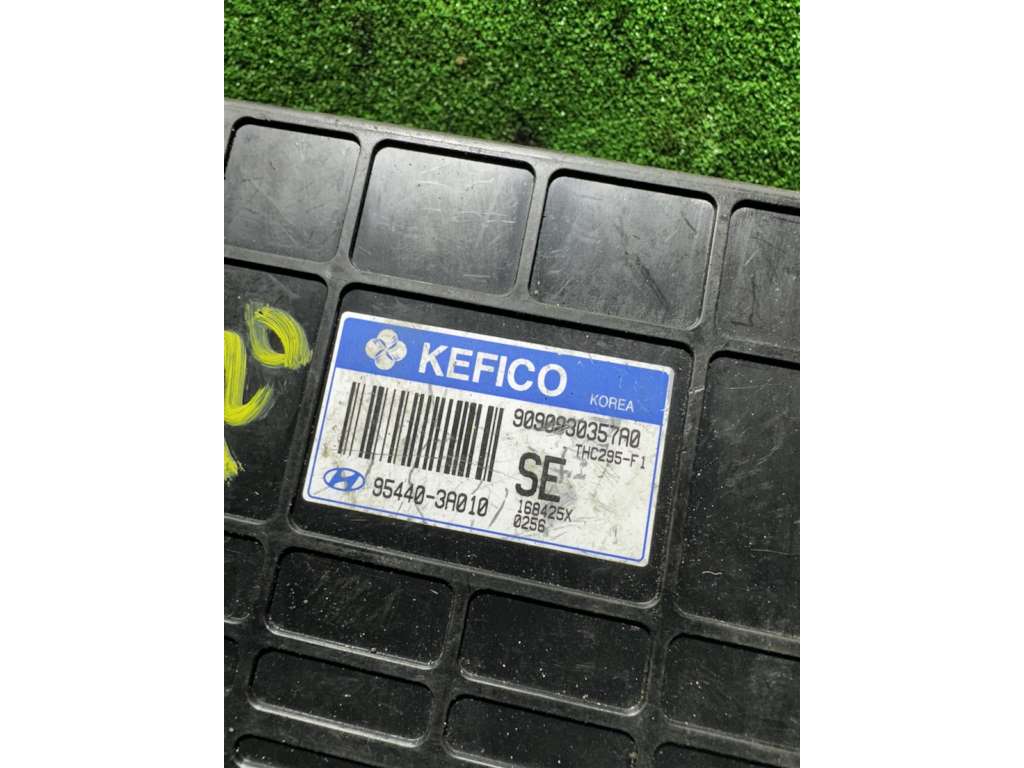 KEFICO
KOREA
9090930357A0
THC295-F1
SE
95440-3A010
168425X
0256